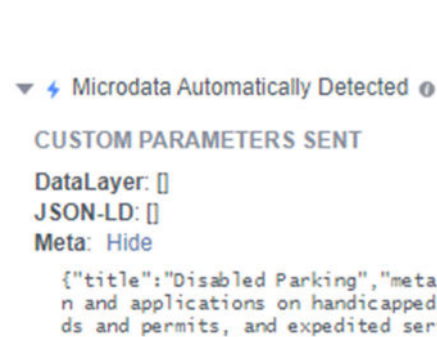 Microdata Automatically Detected
CUSTOM PARAMETERS SENT
DataLayer: []
JSON-LD: []
Meta: Hide
{"title":"Disabled Parking","meta
n and applications on handicapped
ds and permits, and expedited ser